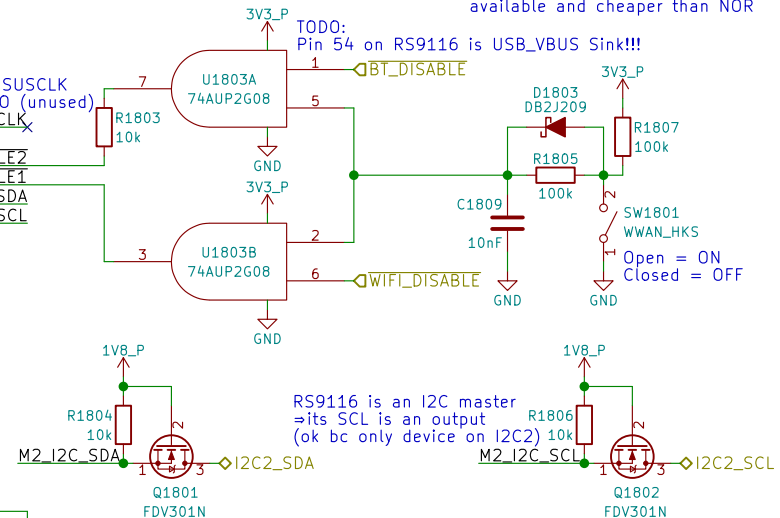 available and cheaper than NOR
3V3_P
TODO:
Pin 54 on RS9116 is USB_VBUS Sink!!!
SUSCLK
O (unused)
CLK
7
U1803A
74AUP2G08
1
BT_DISABLE
5
R1803
10k
GND
LE2
LE1
SDA
SCL
3V3_P
3
U1803B
74AUP2G08
2
6
WIFI_DISABLE
GND
D1803
DB2J209
3V3_P
R1807
100k
R1805
100k
C1809
10nF
GND
2
SW1801
WWAN_HKS
1
Open = ON
Closed = OFF
GND
1V8_P
R1804
10k
M2_I2C_SDA
1
2
3
I2C2_SDA
Q1801
FDV301N
RS9116 is an I2C master
⇒its SCL is an output
(ok bc only device on I2C2)
1V8_P
R1806
10k
M2_I2C_SCL
1
2
3
I2C2_SCL
Q1802
FDV301N